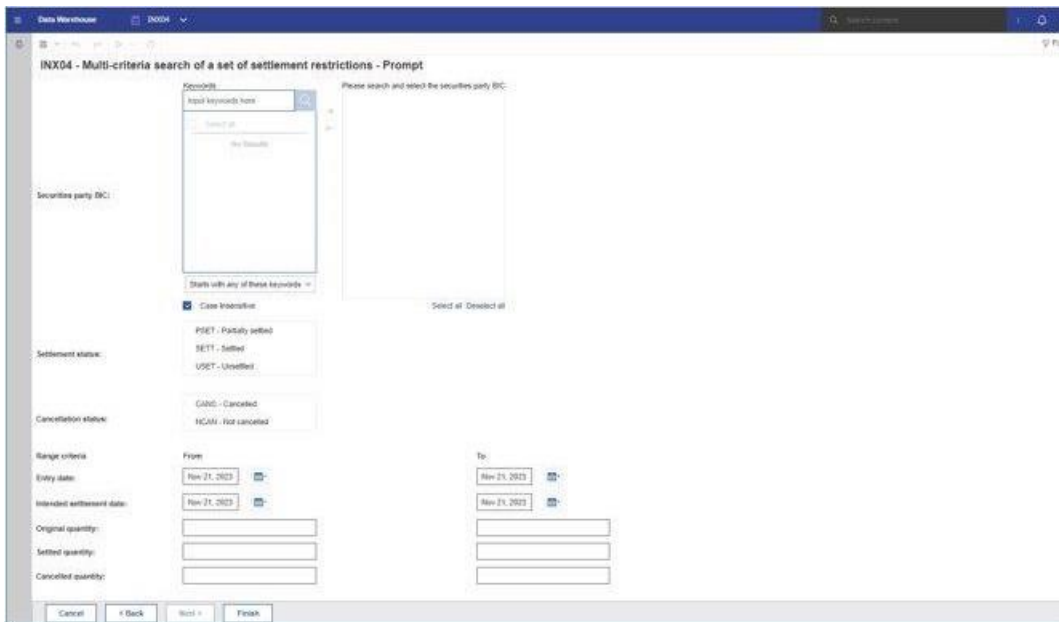 Data Warehouse INX04 Search content
INX04 - Multi-criteria search of a set of settlement restrictions - Prompt
Keywords: Please search and select the securities party BIC:
Input keywords here
Select all
No Results
Securities party BIC:
Starts with any of these keywords
Case Insensitive Select all Deselect all
PSET - Partially settled
Settlement status: SETT - Settled
USET - Unsettled
CANC - Cancelled
Cancellation status: NCAN - Not cancelled
Range criteria From To
Entry date: Nov 21, 2023 Nov 21, 2023
Intended settlement date: Nov 21, 2023 Nov 21, 2023
Original quantity:
Settled quantity:
Cancelled quantity:
Cancel < Back Next > Finish